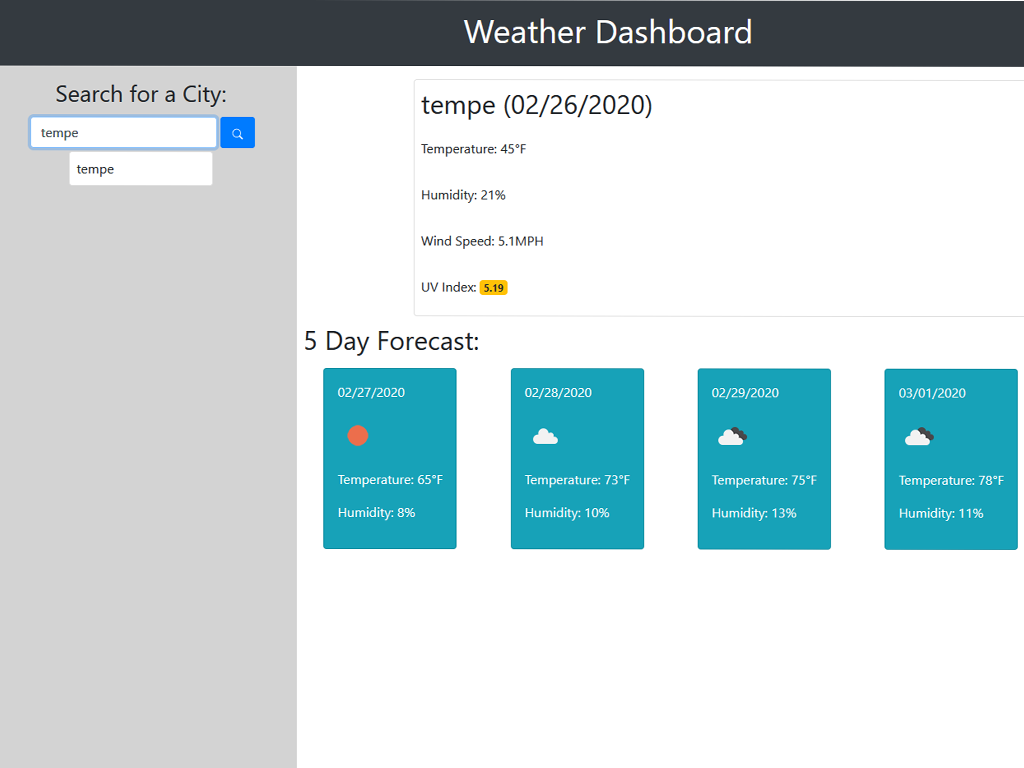 Weather Dashboard
Search for a City:
tempe
tempe
tempe (02/26/2020)
Temperature: 45°F
Humidity: 21%
Wind Speed: 5.1MPH
UV Index: 5.19
5 Day Forecast:
02/27/2020
Temperature: 65°F
Humidity: 8%
02/28/2020
Temperature: 73°F
Humidity: 10%
02/29/2020
Temperature: 75°F
Humidity: 13%
03/01/2020
Temperature: 78°F
Humidity: 11%